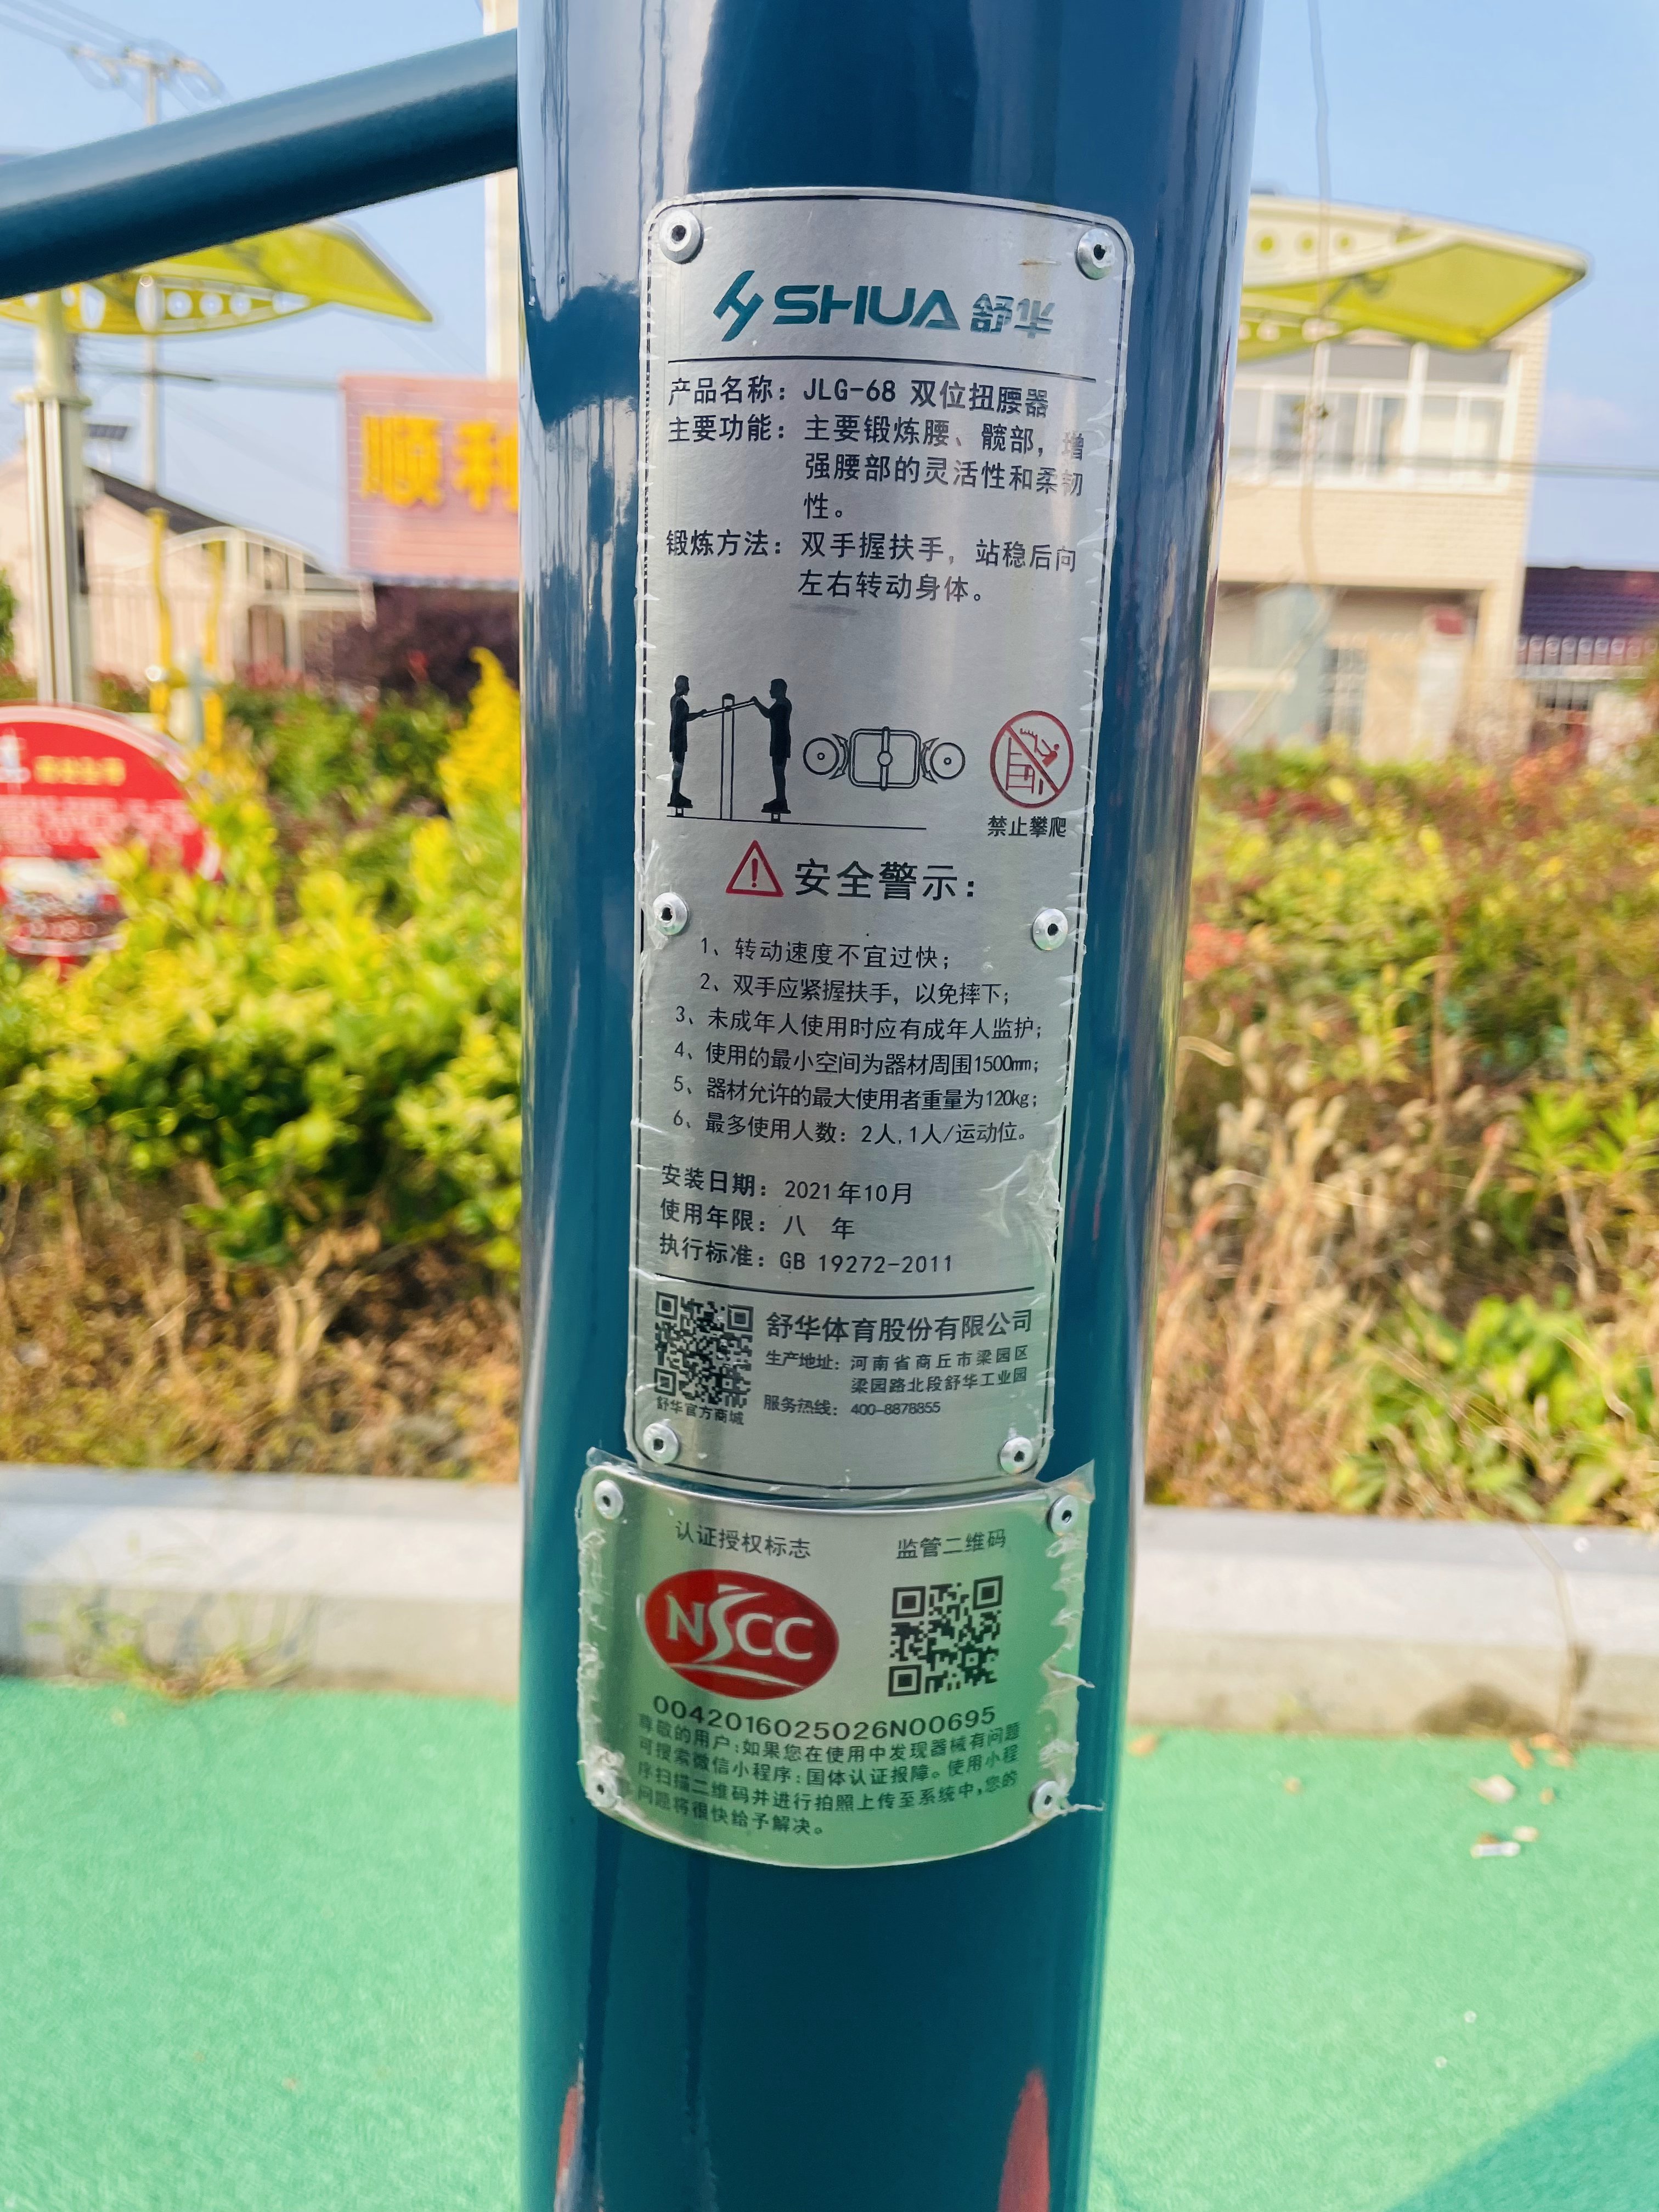 SHUA 舒华
产品名称：JLG-68 双位扭腰器
主要功能：主要锻炼腰、髋部，增
强腰部的灵活性和柔韧
性。
锻炼方法：双手握扶手，站稳后向
左右转动身体。
禁止攀爬
安全警示：
1、转动速度不宜过快；
2、双手应紧握扶手，以免摔下；
3、未成年人使用时应有成年人监护；
4、使用的最小空间为器材周围1500mm；
5、器材允许的最大使用者重量为120kg；
6、最多使用人数：2人,1人/运动位。
安装日期：2021年10月
使用年限：八 年
执行标准：GB 19272-2011
舒华体育股份有限公司
生产地址：河南省商丘市梁园区
梁园路北段舒华工业园
服务热线：400-8878855
舒华官方商城
认证授权标志 监管二维码
NSCC
0042016025026N00695
尊敬的用户:如果您在使用中发现器械有问题
可搜索微信小程序:国体认证报障。使用小程
序扫描二维码并进行拍照上传至系统中,您的
问题将很快给予解决。
顺利